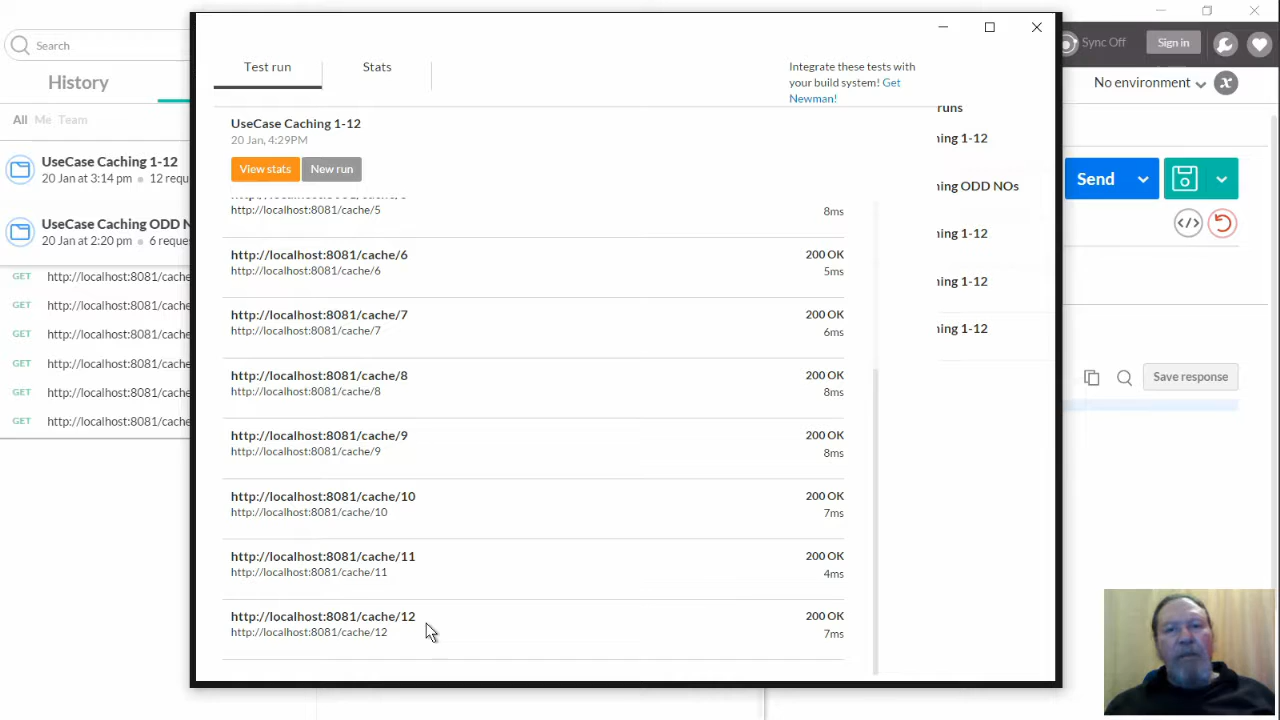 Search
History
All Me Team
UseCase Caching 1-12
20 Jan at 3:14 pm • 12 requ
UseCase Caching ODD N
20 Jan at 2:20 pm • 6 reques
GET http://localhost:8081/cache
GET http://localhost:8081/cache
GET http://localhost:8081/cache
GET http://localhost:8081/cache
GET http://localhost:8081/cache
GET http://localhost:8081/cache
Test run
Stats
Integrate these tests with
your build system! Get
Newman!
UseCase Caching 1-12
20 Jan, 4:29PM
View stats
New run
http://localhost:8081/cache/5
8ms
http://localhost:8081/cache/6 200 OK
http://localhost:8081/cache/6 5ms
http://localhost:8081/cache/7 200 OK
http://localhost:8081/cache/7 6ms
http://localhost:8081/cache/8 200 OK
http://localhost:8081/cache/8 8ms
http://localhost:8081/cache/9 200 OK
http://localhost:8081/cache/9 8ms
http://localhost:8081/cache/10 200 OK
http://localhost:8081/cache/10 7ms
http://localhost:8081/cache/11 200 OK
http://localhost:8081/cache/11 4ms
http://localhost:8081/cache/12 200 OK
http://localhost:8081/cache/12 7ms
runs
ning 1-12
ning ODD NOs
ning 1-12
ning 1-12
ning 1-12
Sync Off
Sign in
No environment
Send
Save response